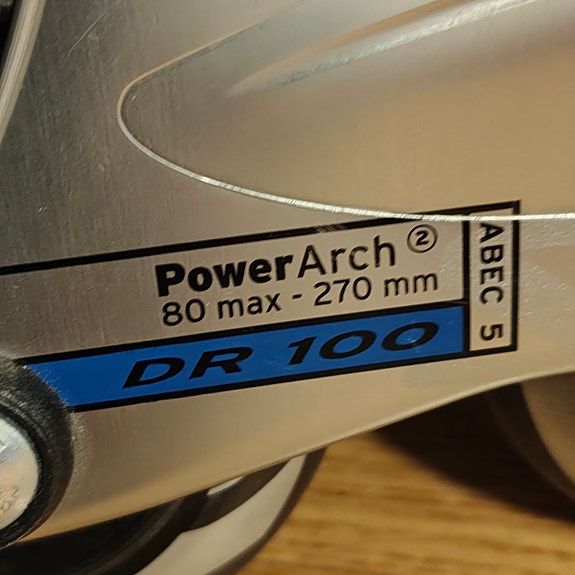 PowerArch ②
80 max - 270 mm
DR 100
ABEC 5